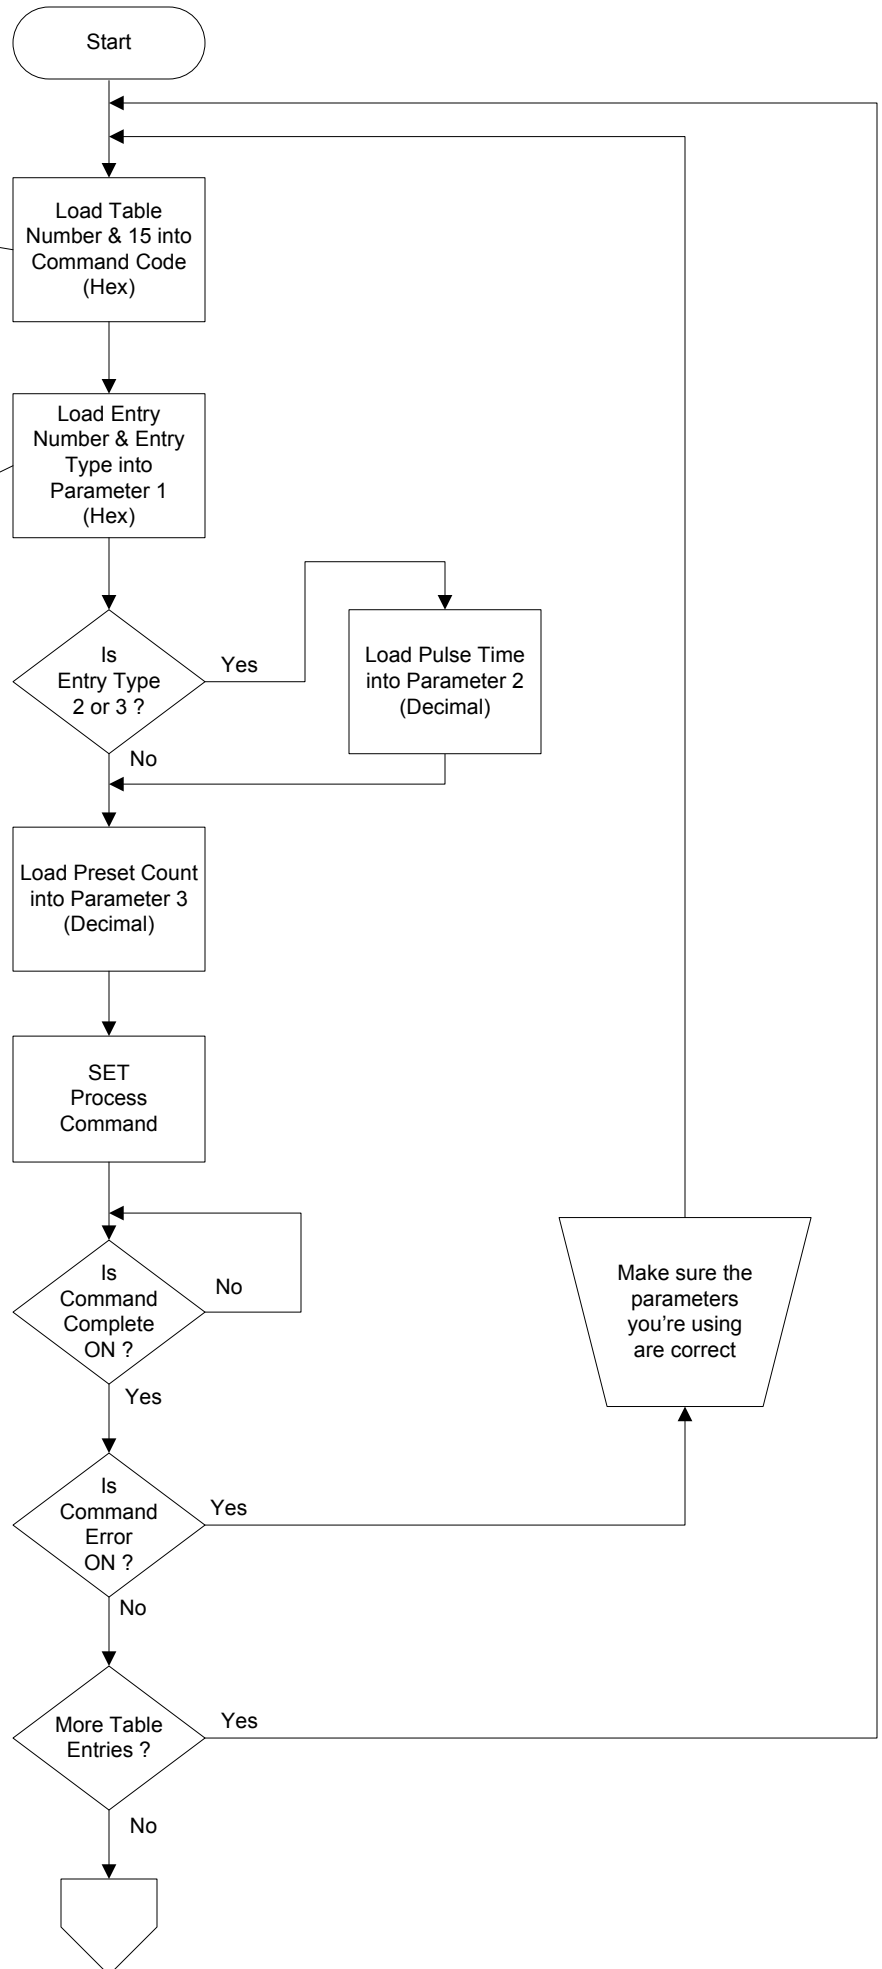 Start
Load Table
Number & 15 into
Command Code
(Hex)
Load Entry
Number & Entry
Type into
Parameter 1
(Hex)
Is
Entry Type
2 or 3 ?
Yes
No
Load Pulse Time
into Parameter 2
(Decimal)
Load Preset Count
into Parameter 3
(Decimal)
SET
Process
Command
Is
Command
Complete
ON ?
No
Yes
Make sure the
parameters
you’re using
are correct
Is
Command
Error
ON ?
Yes
No
More Table
Entries ?
Yes
No